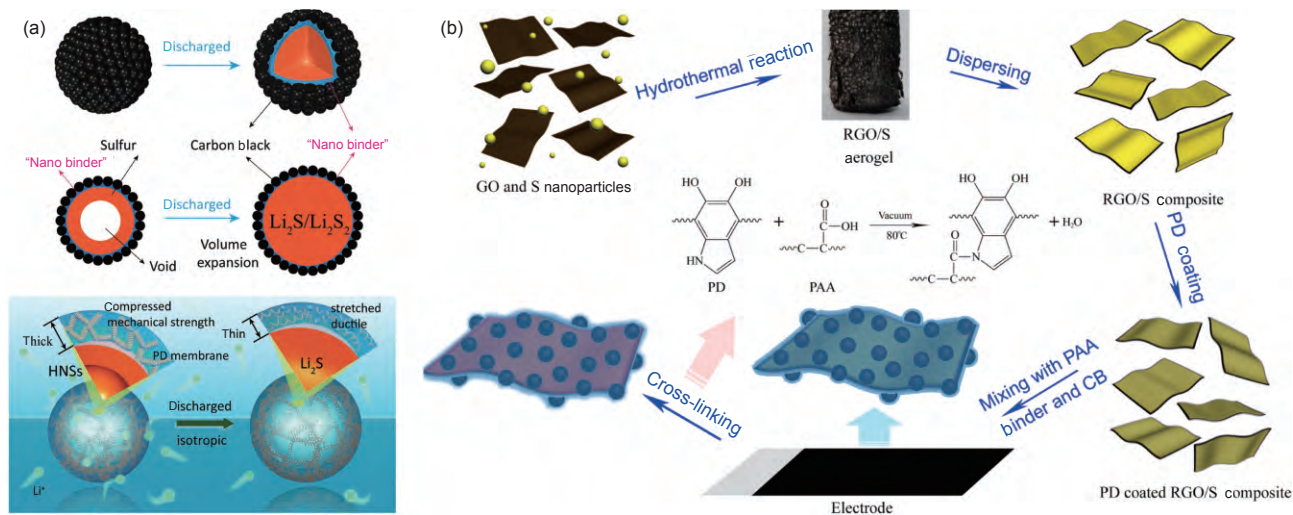 (a)
Discharged
Sulfur
Carbon black
"Nano binder"
"Nano binder"
Discharged
Volume
expansion
Li₂S/Li₂S₂
Void
Compressed
mechanical strength
Thick
PD membrane
HNSs
stretched
ductile
Thin
Li₂S
Discharged
isotropic
Li⁺
(b)
Hydrothermal reaction
Dispersing
GO and S nanoparticles
RGO/S
aerogel
RGO/S composite
HO OH
HN
PD
+
O
OH
C C
PAA
Vacuum
80℃
HO OH
O
N
C
C C
+ H₂O
PD coating
Mixing with PAA
binder and CB
Cross-linking
Electrode
PD coated RGO/S composite